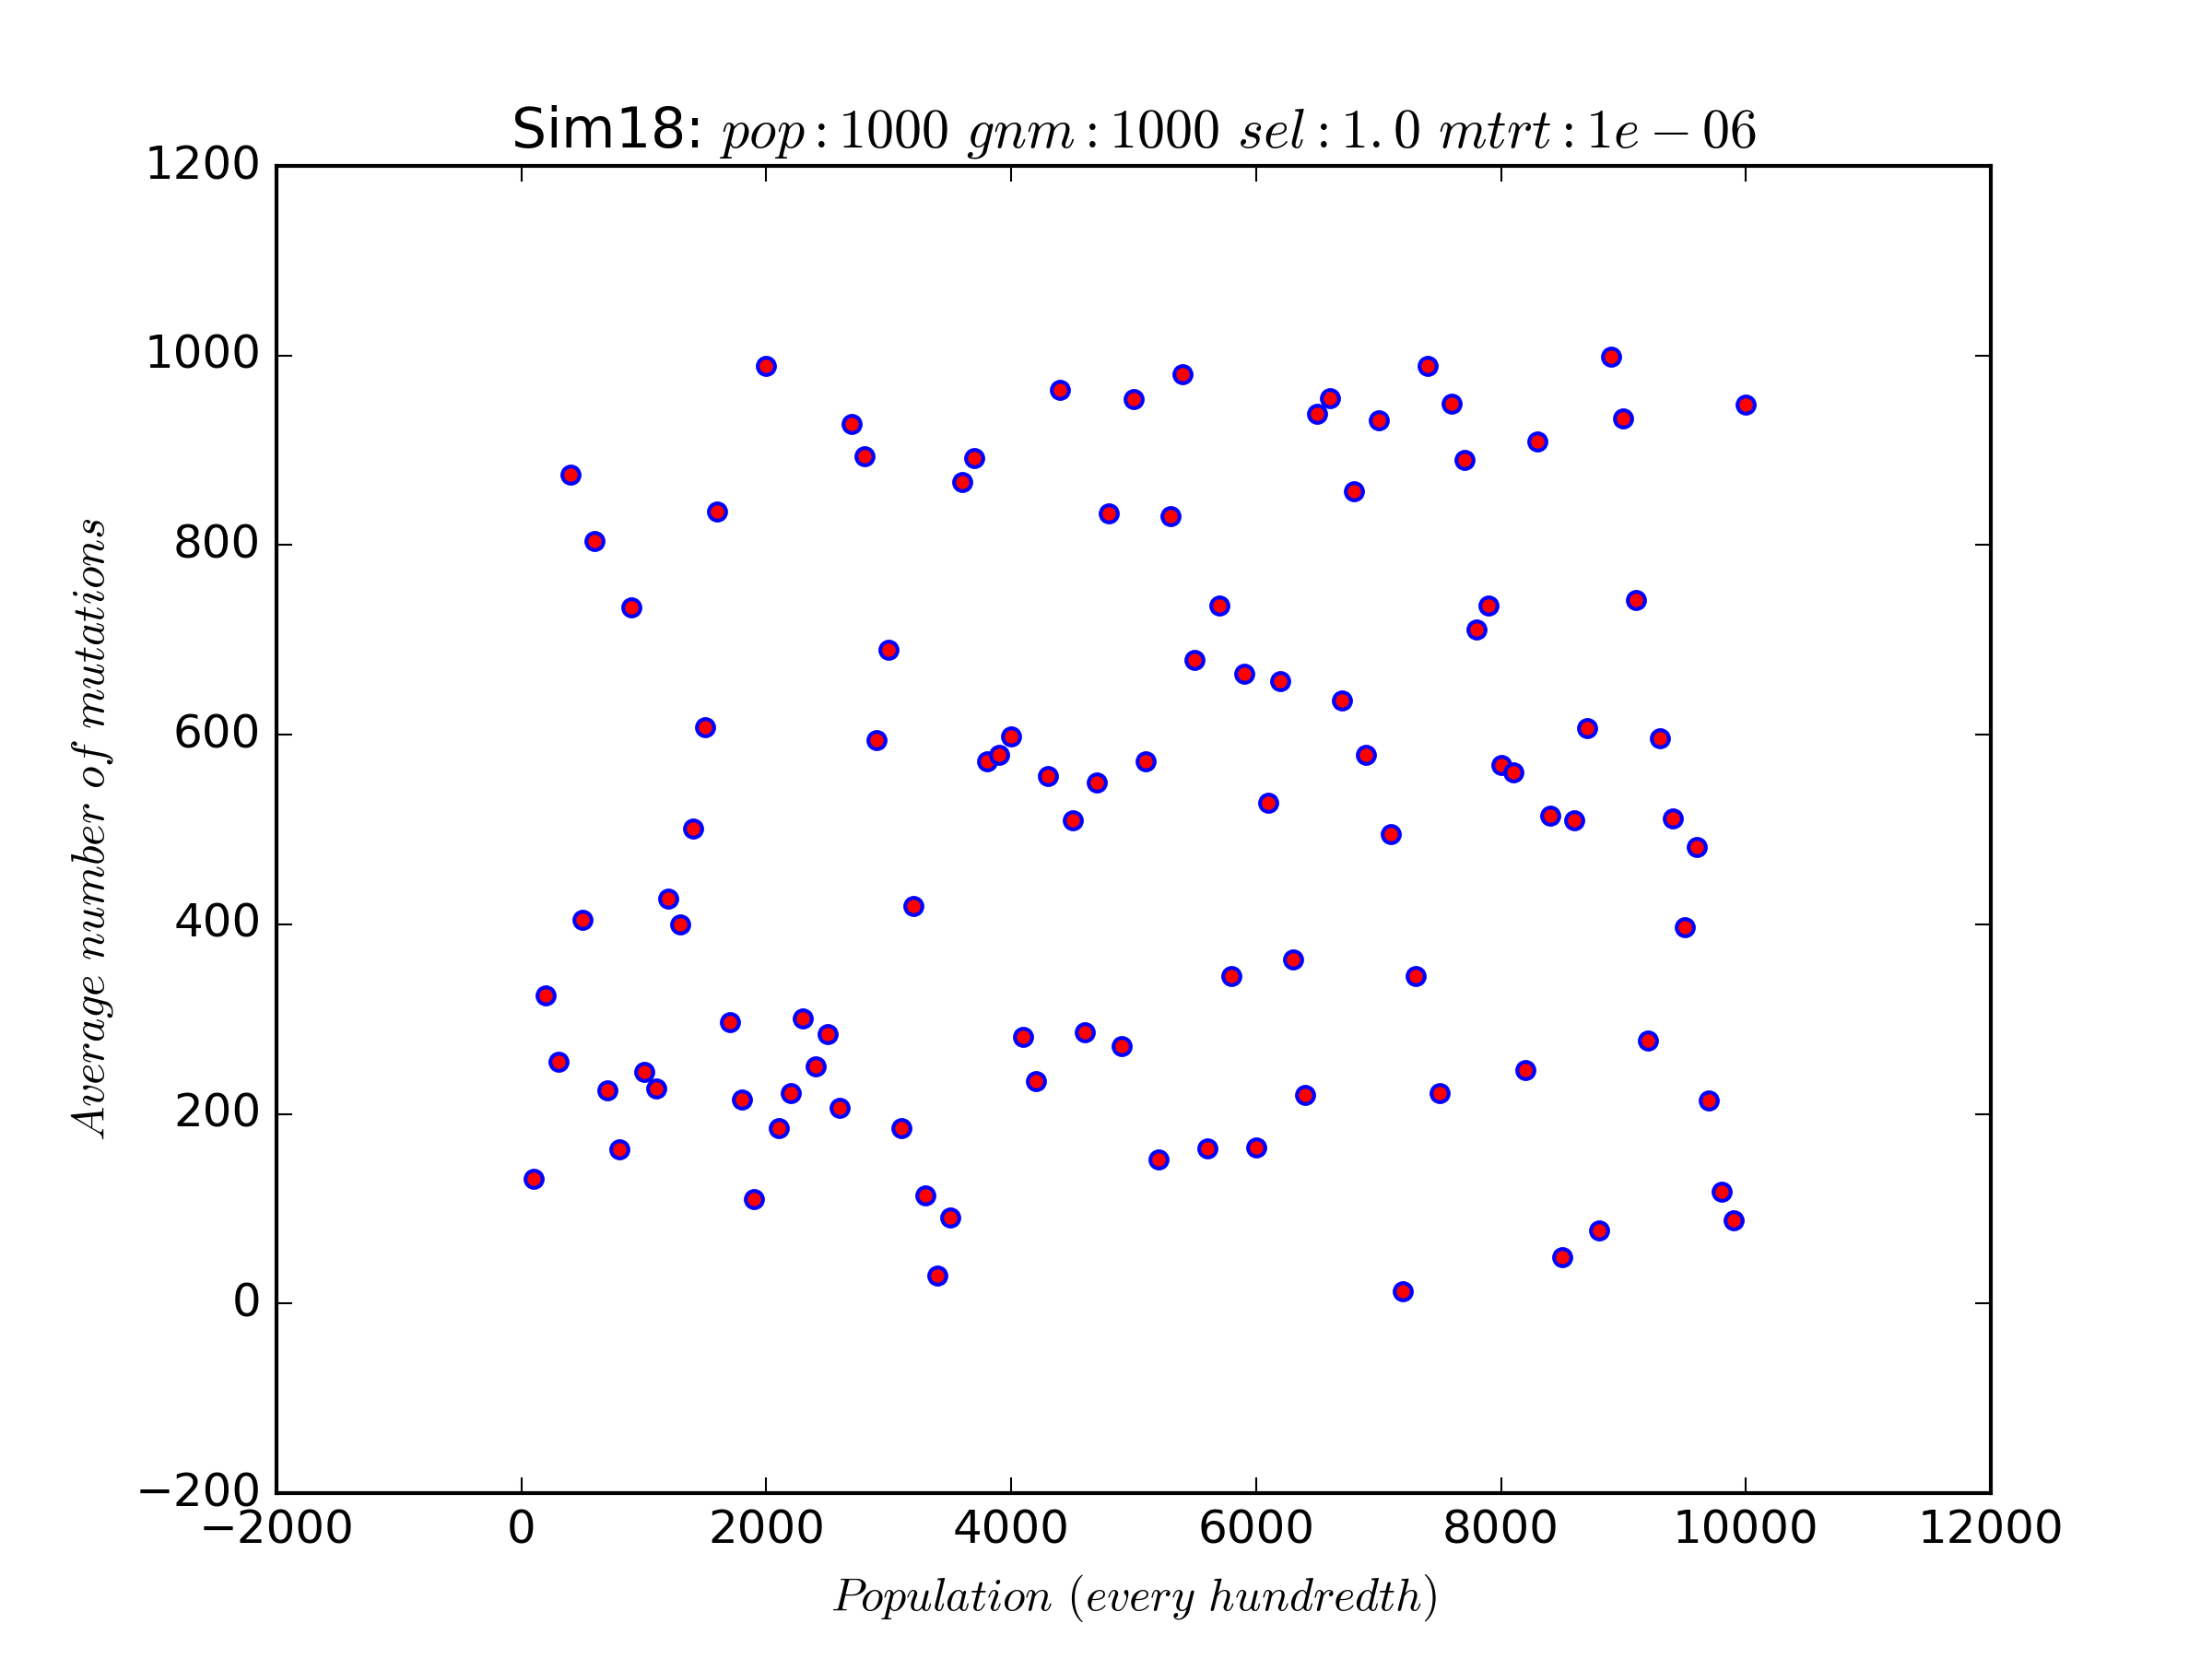 Sim18: pop : 1000 gnm : 1000 sel : 1.0 mtrt : 1e − 06
1200
1000
800
600
400
200
0
−200
Average number of mutations
−2000 0 2000 4000 6000 8000 10000 12000
Population (every hundredth)